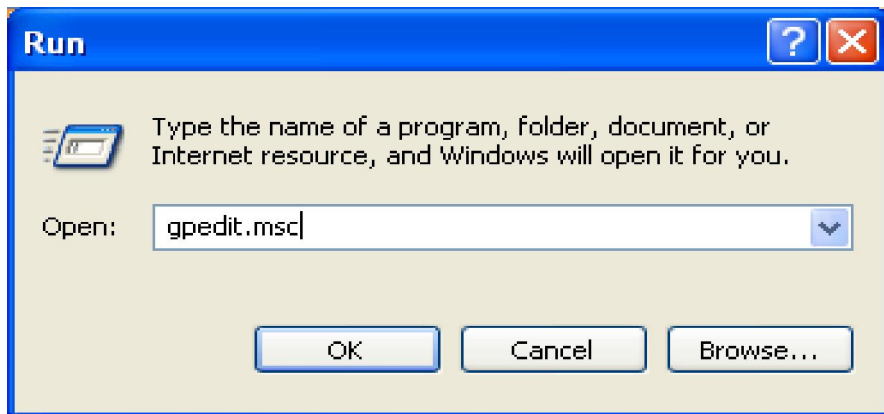 Run
Type the name of a program, folder, document, or
Internet resource, and Windows will open it for you.
Open: gpedit.msc
OK Cancel Browse...